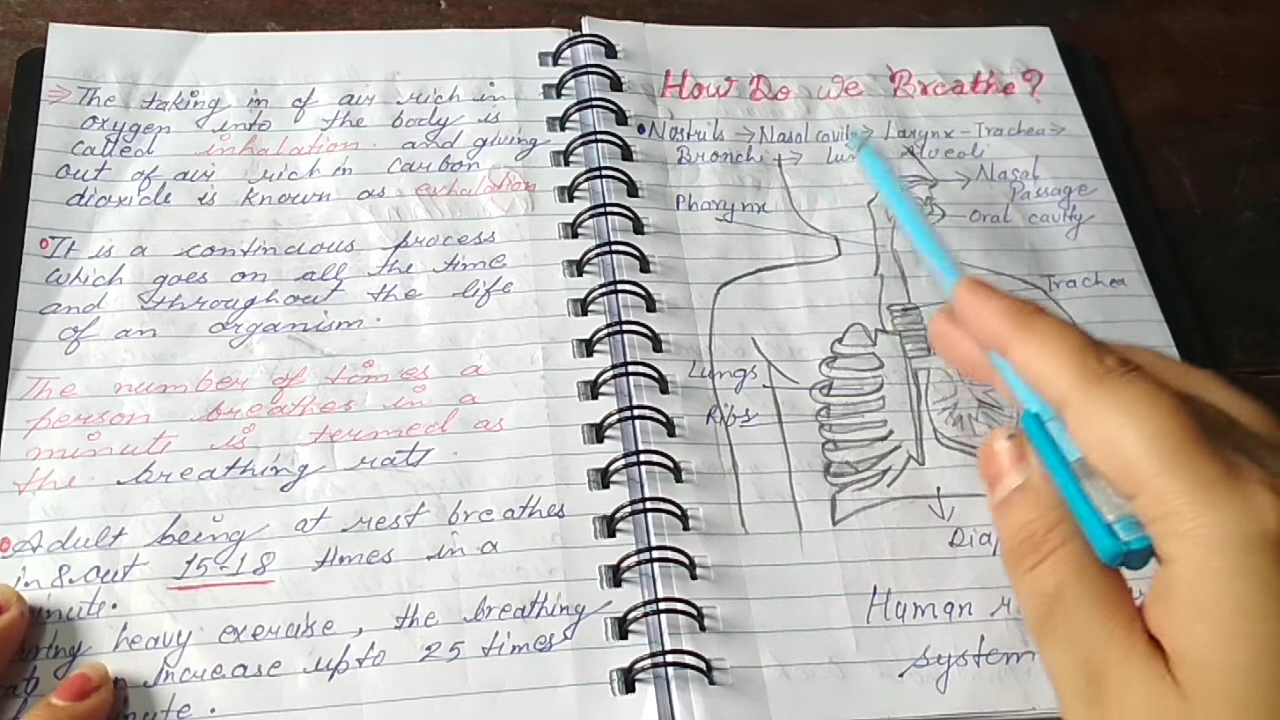 ⇒ The taking in of air rich in
oxygen into the body is
called inhalation. and giving
out of air rich in carbon
dioxide is known as exhalation
• It is a continuous process
which goes on all the time
and throughout the life
of an organism.
The number of times a
person breathes in a
minute is termed as
the breathing rate.
• Adult being at rest breathes
in & out 15-18 times in a
minute.
heavy exercise, the breathing
increase upto 25 times
minute.
How Do we Breathe?
• Nostrils → Nasal cavity → Larynx - Trachea →
Bronchi → Alveoli
Nasal
Passage
Pharynx
Oral cavity
Trachea
Lungs
Ribs
Human
system